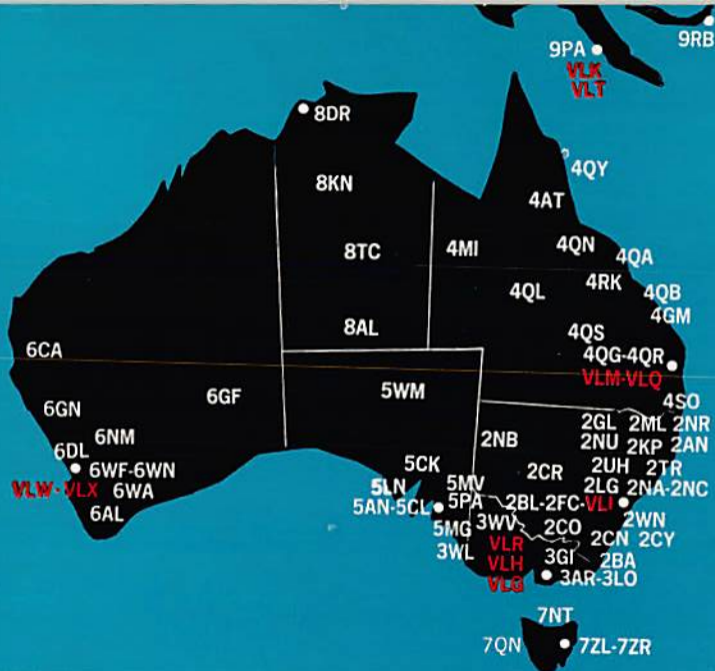 9RB
9PA
VLK
VLT
8DR
4QY
8KN
4AT
8TC
4MI
4QN
4QA
4QL
4RK
4QB
4GM
8AL
4QS
6CA
4QG-4QR
VLM-VLQ
6GF
5WM
4SO
6GN
2GL 2ML 2NR
6NM
2NB
2NU 2KP 2AN
6DL
5CK
2CR
2UH 2TR
6WF-6WN
5LN
5MV
2LG 2NA-2NC
VLW-VLX
6WA
5AN-5CL
5PA
2BL-2FC-VLI
6AL
3WV
2CO
2WN
5MG
VLR
2CN 2CY
3WL
VLH
3GI
2BA
VLG
3AR-3LO
7NT
7QN
7ZL-7ZR